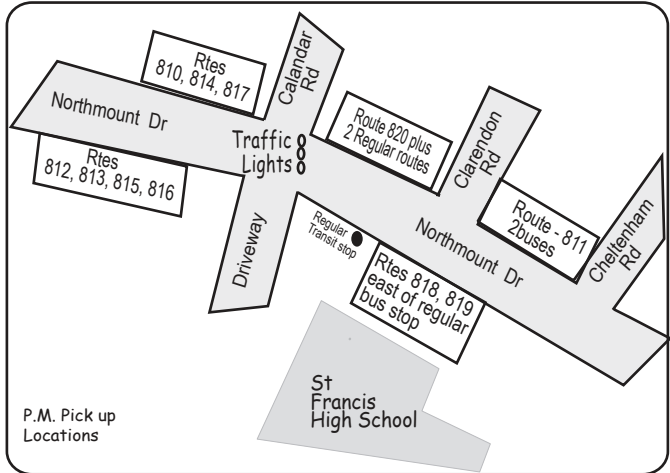 Rtes
810, 814, 817
Calandar
Rd
Northmount Dr
Rtes
812, 813, 815, 816
Traffic
Lights
Route 820 plus
2 Regular routes
Clarendon
Rd
Route - 811
2buses
Cheltenham
Rd
Driveway
Regular
Transit stop
Northmount Dr
Rtes 818, 819
east of regular
bus stop
St
Francis
High School
P.M. Pick up
Locations